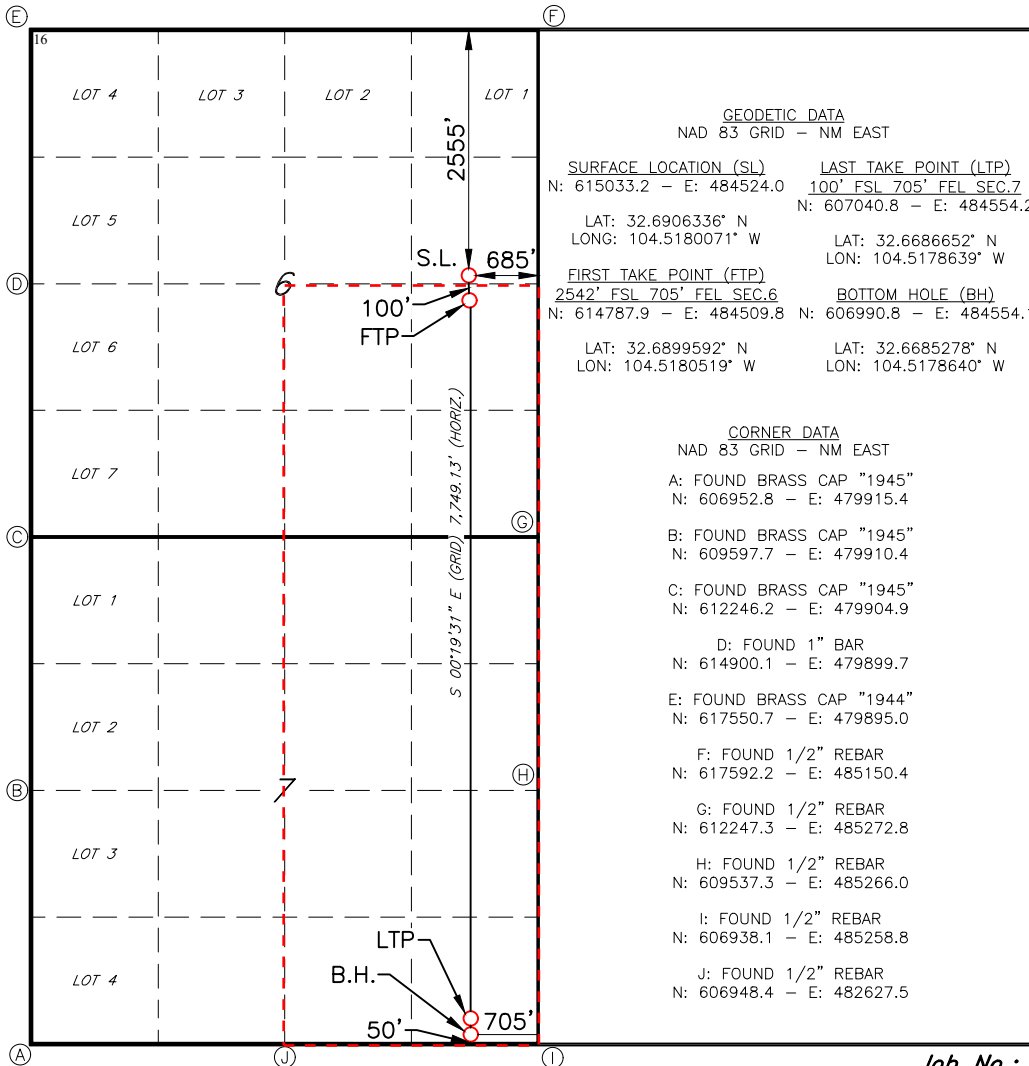 E
F
16
LOT 4
LOT 3
LOT 2
LOT 1
2555'
LOT 5
S.L.
685'
D
6
100'
FTP
LOT 6
LOT 7
S 00°19'31" E (GRID) 7,749.13' (HORIZ.)
C
G
LOT 1
LOT 2
H
B
7
LOT 3
LTP
B.H.
LOT 4
705'
50'
A
J
I
GEODETIC DATA
NAD 83 GRID – NM EAST
SURFACE LOCATION (SL)
N: 615033.2 – E: 484524.0
LAT: 32.6906336° N
LONG: 104.5180071° W
FIRST TAKE POINT (FTP)
2542' FSL 705' FEL SEC.6
N: 614787.9 – E: 484509.8
LAT: 32.6899592° N
LON: 104.5180519° W
LAST TAKE POINT (LTP)
100' FSL 705' FEL SEC.7
N: 607040.8 – E: 484554.2
LAT: 32.6686652° N
LON: 104.5178639° W
BOTTOM HOLE (BH)
N: 606990.8 – E: 484554.
LAT: 32.6685278° N
LON: 104.5178640° W
CORNER DATA
NAD 83 GRID – NM EAST
A: FOUND BRASS CAP "1945"
N: 606952.8 – E: 479915.4
B: FOUND BRASS CAP "1945"
N: 609597.7 – E: 479910.4
C: FOUND BRASS CAP "1945"
N: 612246.2 – E: 479904.9
D: FOUND 1" BAR
N: 614900.1 – E: 479899.7
E: FOUND BRASS CAP "1944"
N: 617550.7 – E: 479895.0
F: FOUND 1/2" REBAR
N: 617592.2 – E: 485150.4
G: FOUND 1/2" REBAR
N: 612247.3 – E: 485272.8
H: FOUND 1/2" REBAR
N: 609537.3 – E: 485266.0
I: FOUND 1/2" REBAR
N: 606938.1 – E: 485258.8
J: FOUND 1/2" REBAR
N: 606948.4 – E: 482627.5
Job No.: